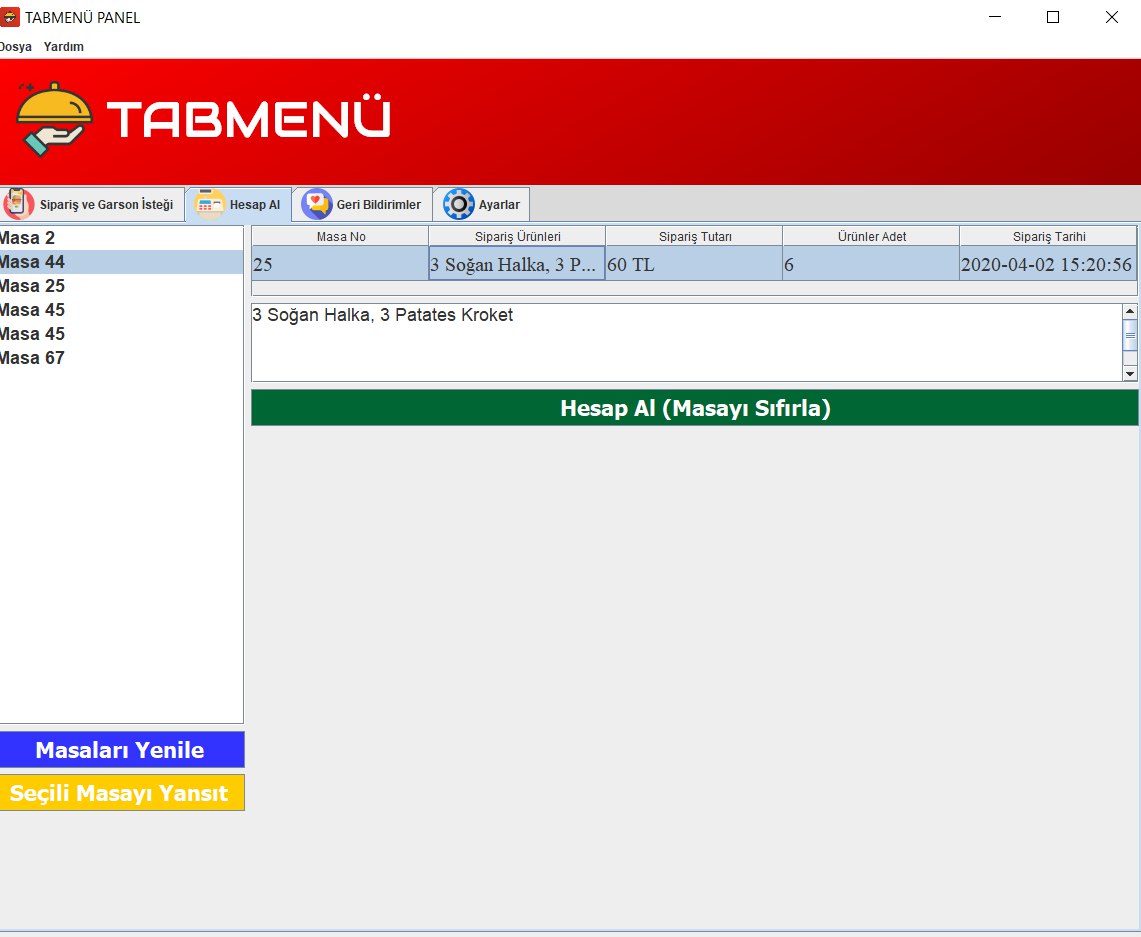 TABMENÜ PANEL
Dosya Yardım
TABMENÜ
Sipariş ve Garson İsteği Hesap Al Geri Bildirimler Ayarlar
Masa 2
Masa 44
Masa 25
Masa 45
Masa 45
Masa 67
Masaları Yenile
Seçili Masayı Yansıt
Masa No Sipariş Ürünleri Sipariş Tutarı Ürünler Adet Sipariş Tarihi
25 3 Soğan Halka, 3 P... 60 TL 6 2020-04-02 15:20:56
3 Soğan Halka, 3 Patates Kroket
Hesap Al (Masayı Sıfırla)